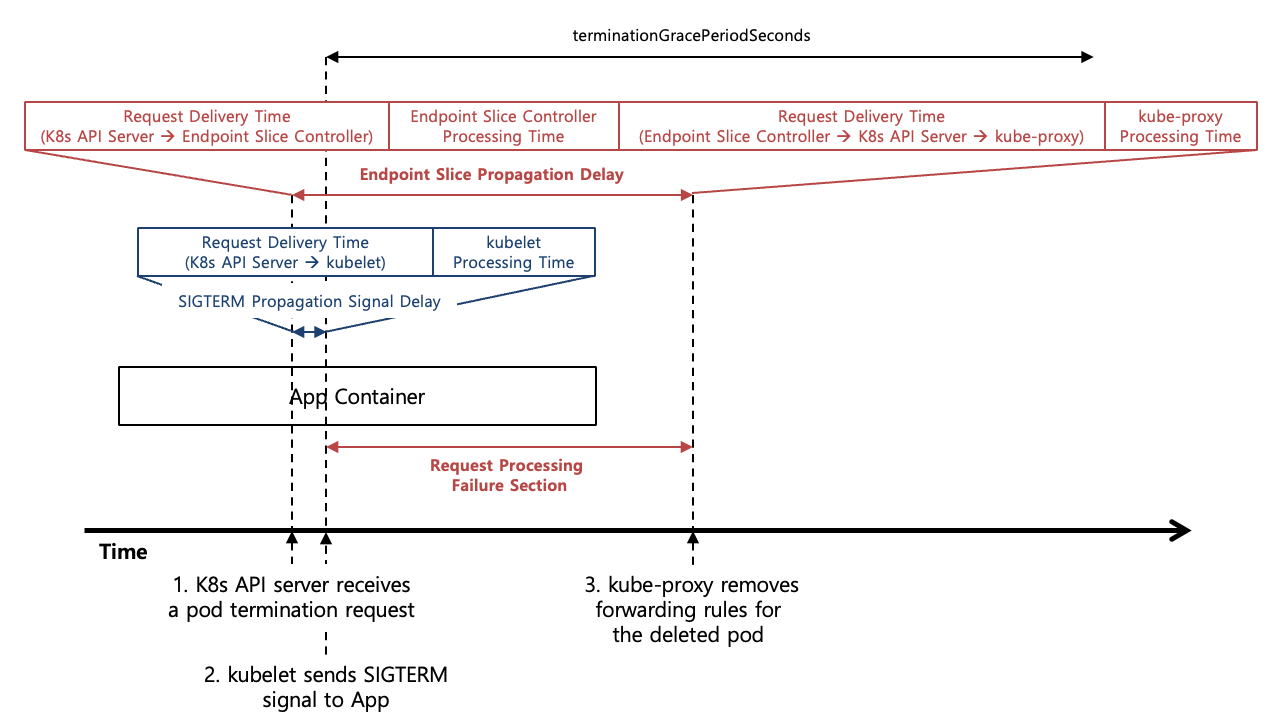 terminationGracePeriodSeconds
Request Delivery Time
(K8s API Server → Endpoint Slice Controller)
Endpoint Slice Controller
Processing Time
Request Delivery Time
(Endpoint Slice Controller → K8s API Server → kube-proxy)
kube-proxy
Processing Time
Endpoint Slice Propagation Delay
Request Delivery Time
(K8s API Server → kubelet)
kubelet
Processing Time
SIGTERM Propagation Signal Delay
App Container
Request Processing
Failure Section
Time
1. K8s API server receives
a pod termination request
2. kubelet sends SIGTERM
signal to App
3. kube-proxy removes
forwarding rules for
the deleted pod